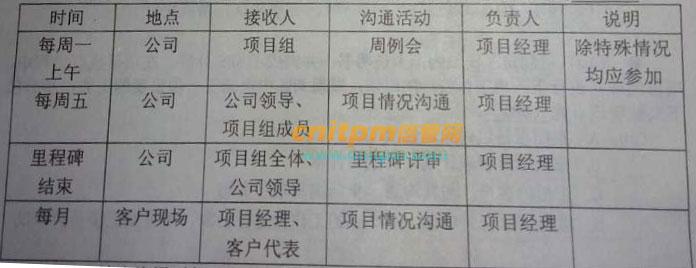 时间 地点 接收人 沟通活动 负责人 说明
每周一 公司 项目组 周例会 项目经理 除特殊情况
上午 均应参加
每周五 公司 公司领导、 项目情况沟通 项目经理
项目组成员
cnitpm信管网
里程碑 公司 项目组全体、 里程碑评审 项目经理
结束 公司领导
每月 客户现场 项目经理、 项目情况沟通 项目经理
客户代表